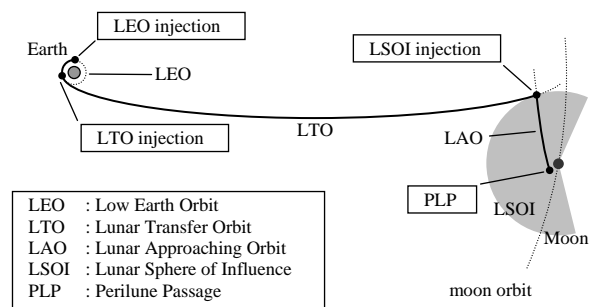 LEO injection
Earth
LEO
LTO injection
LTO
LSOI injection
LAO
PLP
LSOI
Moon
moon orbit
LEO : Low Earth Orbit
LTO : Lunar Transfer Orbit
LAO : Lunar Approaching Orbit
LSOI : Lunar Sphere of Influence
PLP : Perilune Passage